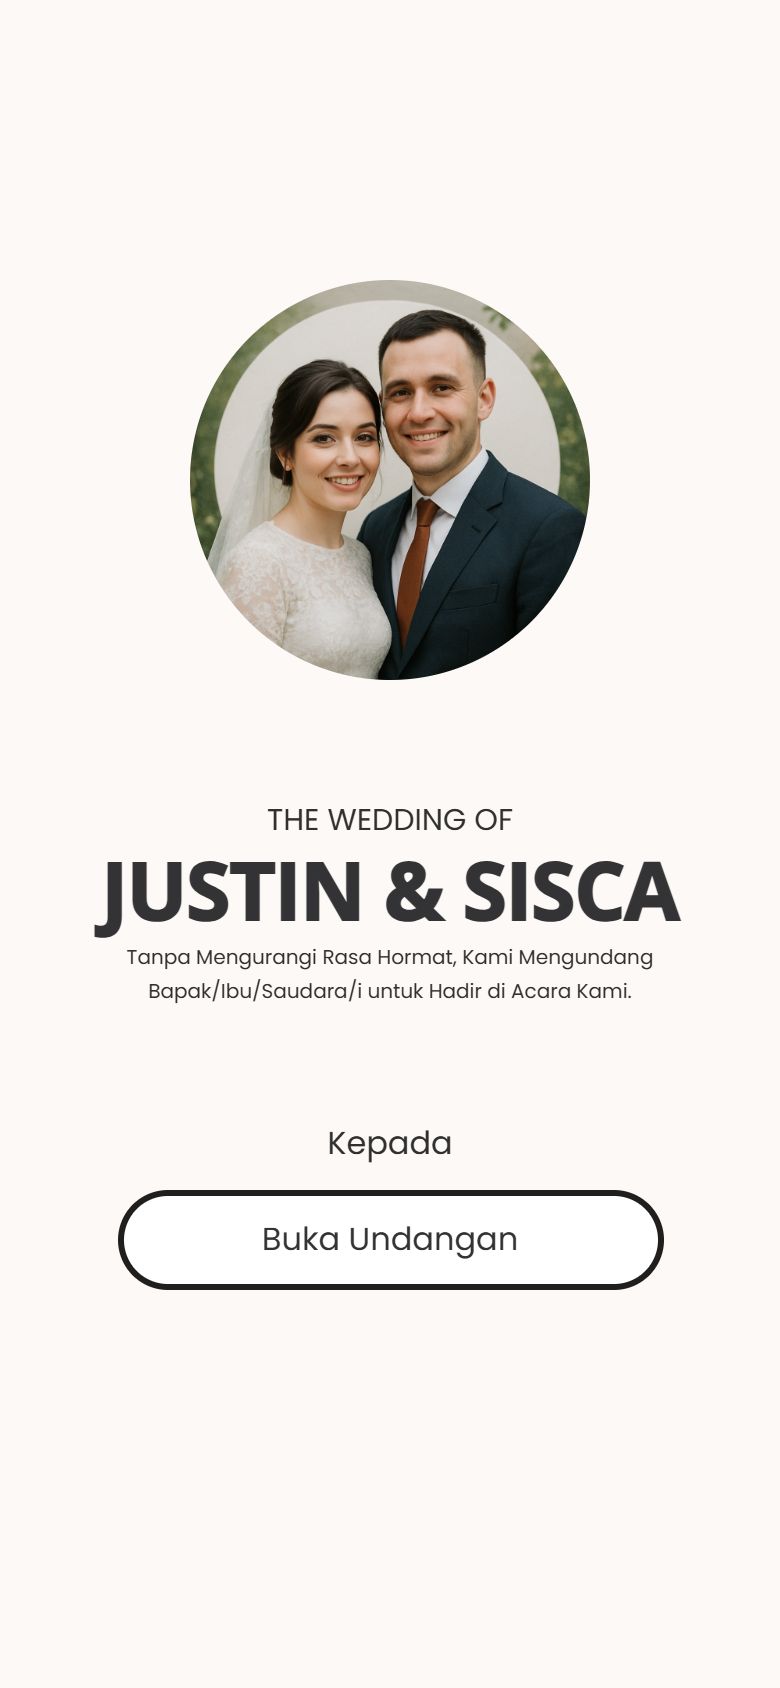 THE WEDDING OF
JUSTIN & SISCA
Tanpa Mengurangi Rasa Hormat, Kami Mengundang
Bapak/Ibu/Saudara/i untuk Hadir di Acara Kami.
Kepada
Buka Undangan